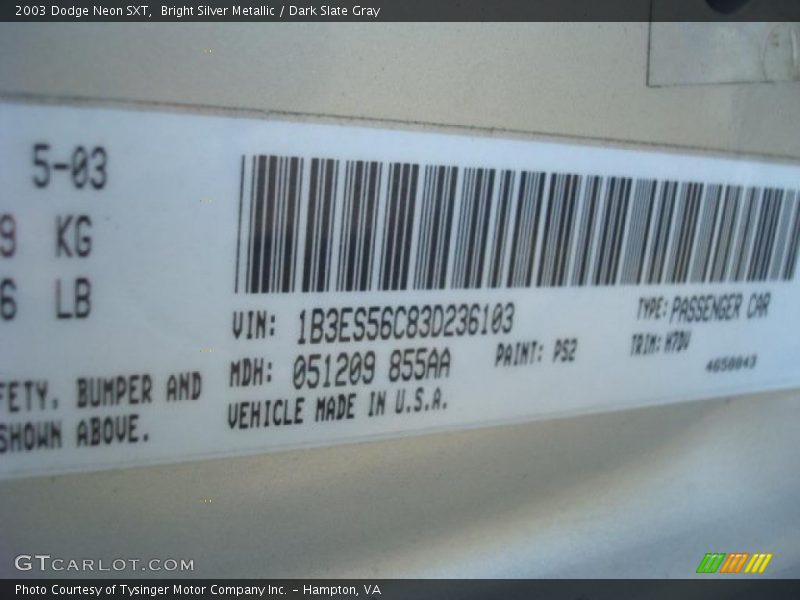 2003 Dodge Neon SXT,  Bright Silver Metallic / Dark Slate Gray
5-03
9 KG
6 LB
VIN: 1B3ES56C83D236103
TYPE: PASSENGER CAR
MDH: 051209 855AA
PAINT: PS2
TRIM: H7DV
4650043
FETY, BUMPER AND
SHOWN ABOVE.
VEHICLE MADE IN U.S.A.
GTCARLOT.COM
Photo Courtesy of Tysinger Motor Company Inc. - Hampton, VA